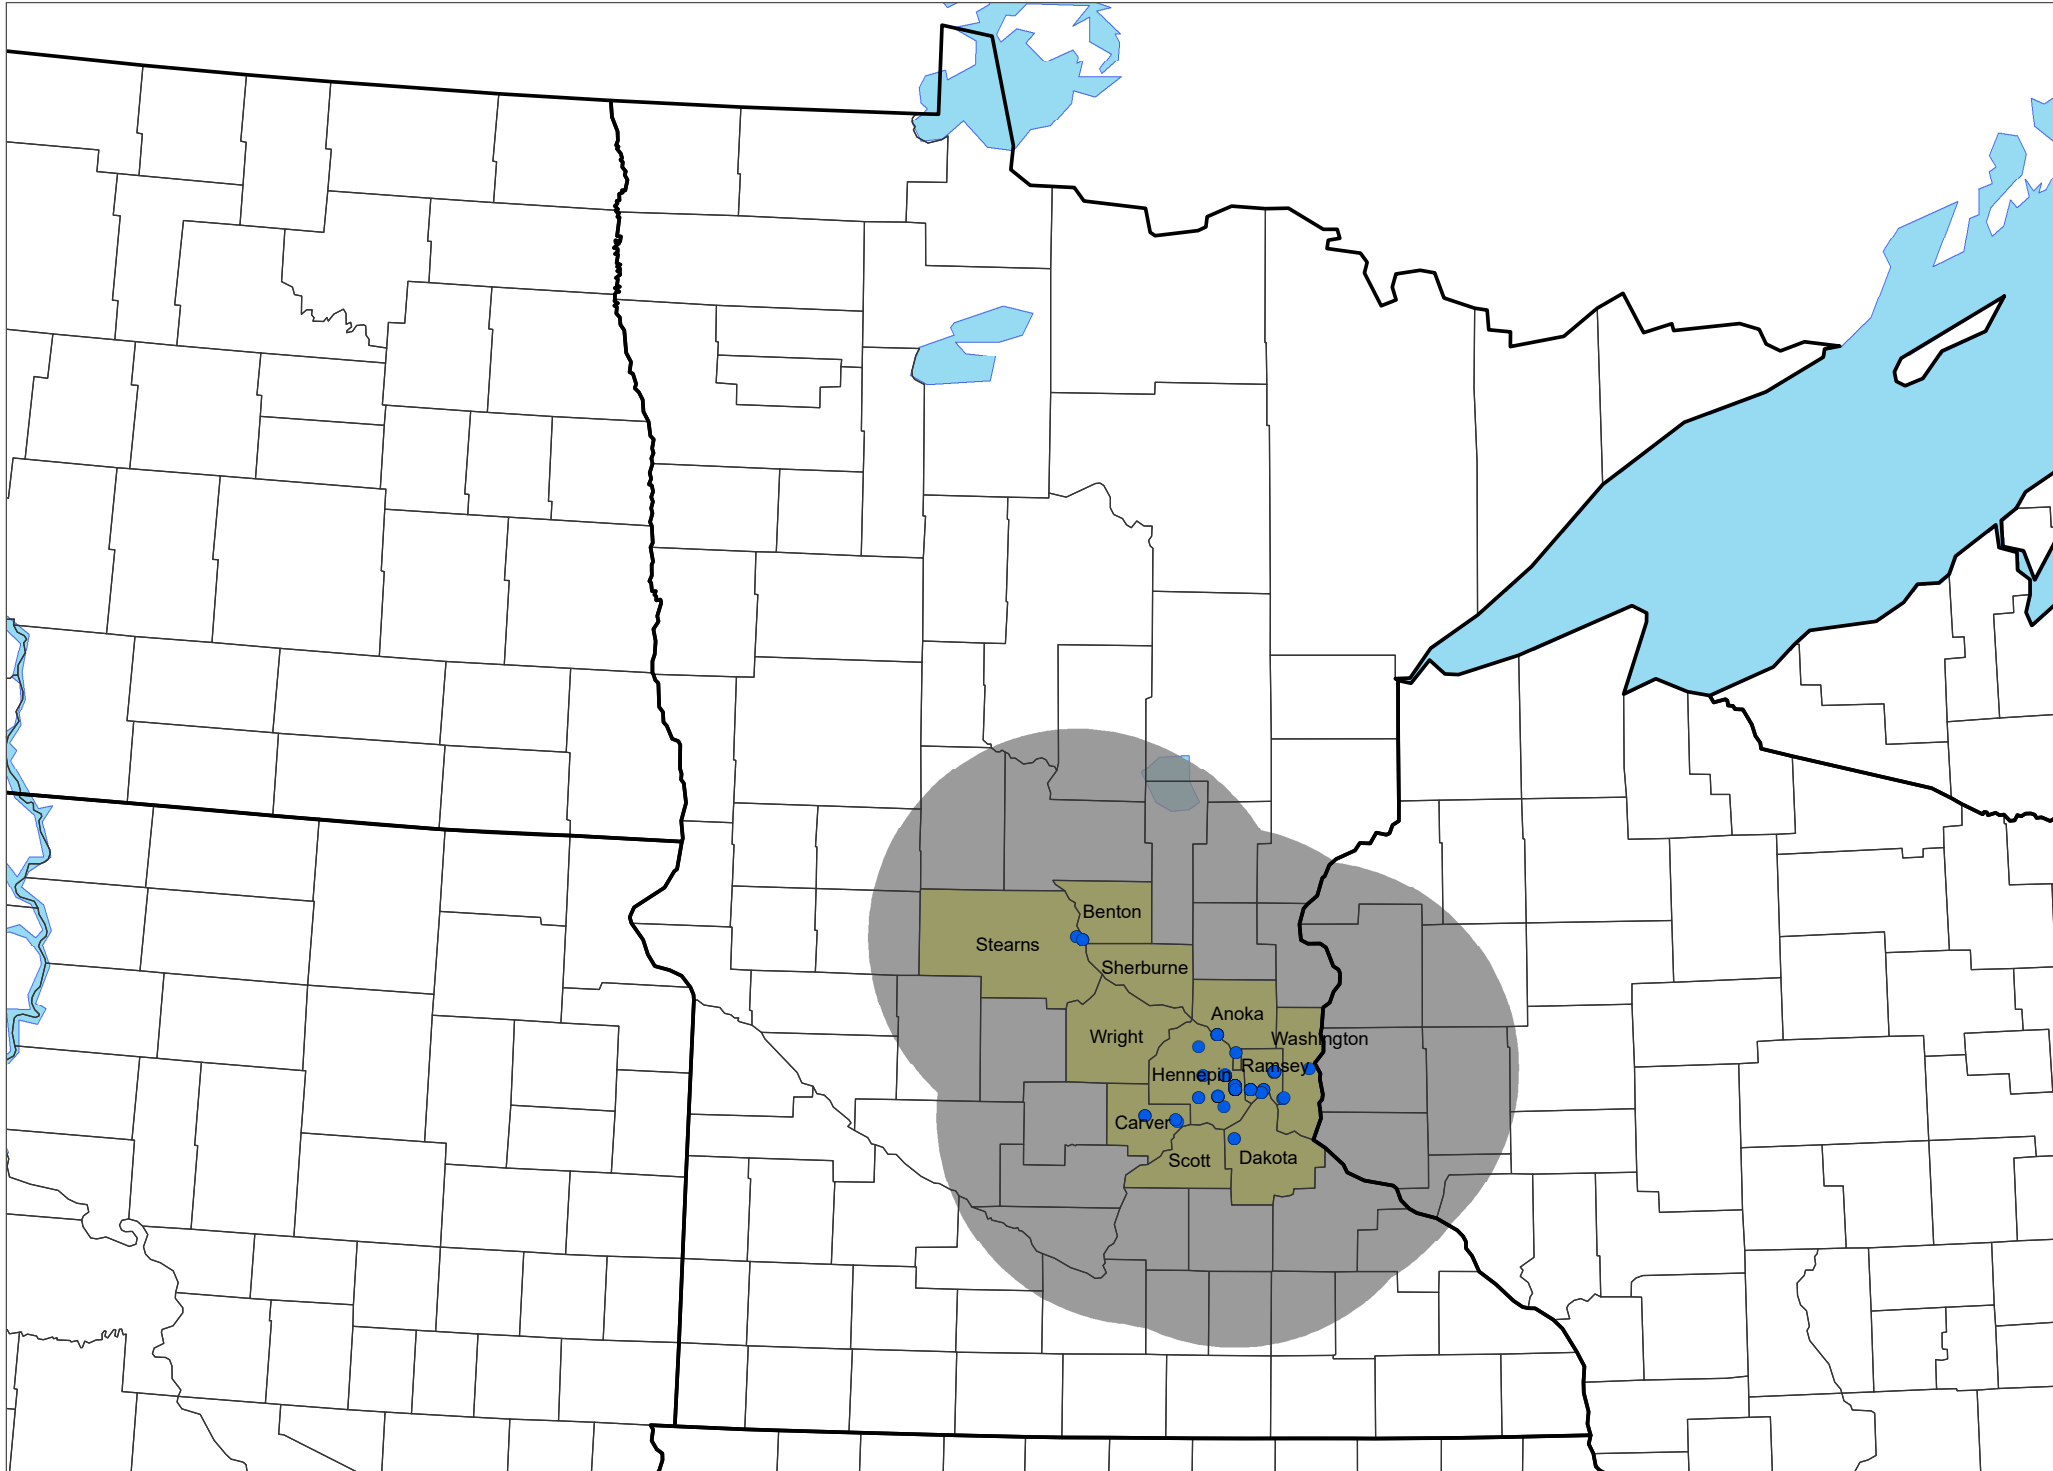 Benton
Stearns
Sherburne
Anoka
Wright
Washington
Ramsey
Hennepin
Carver
Scott
Dakota